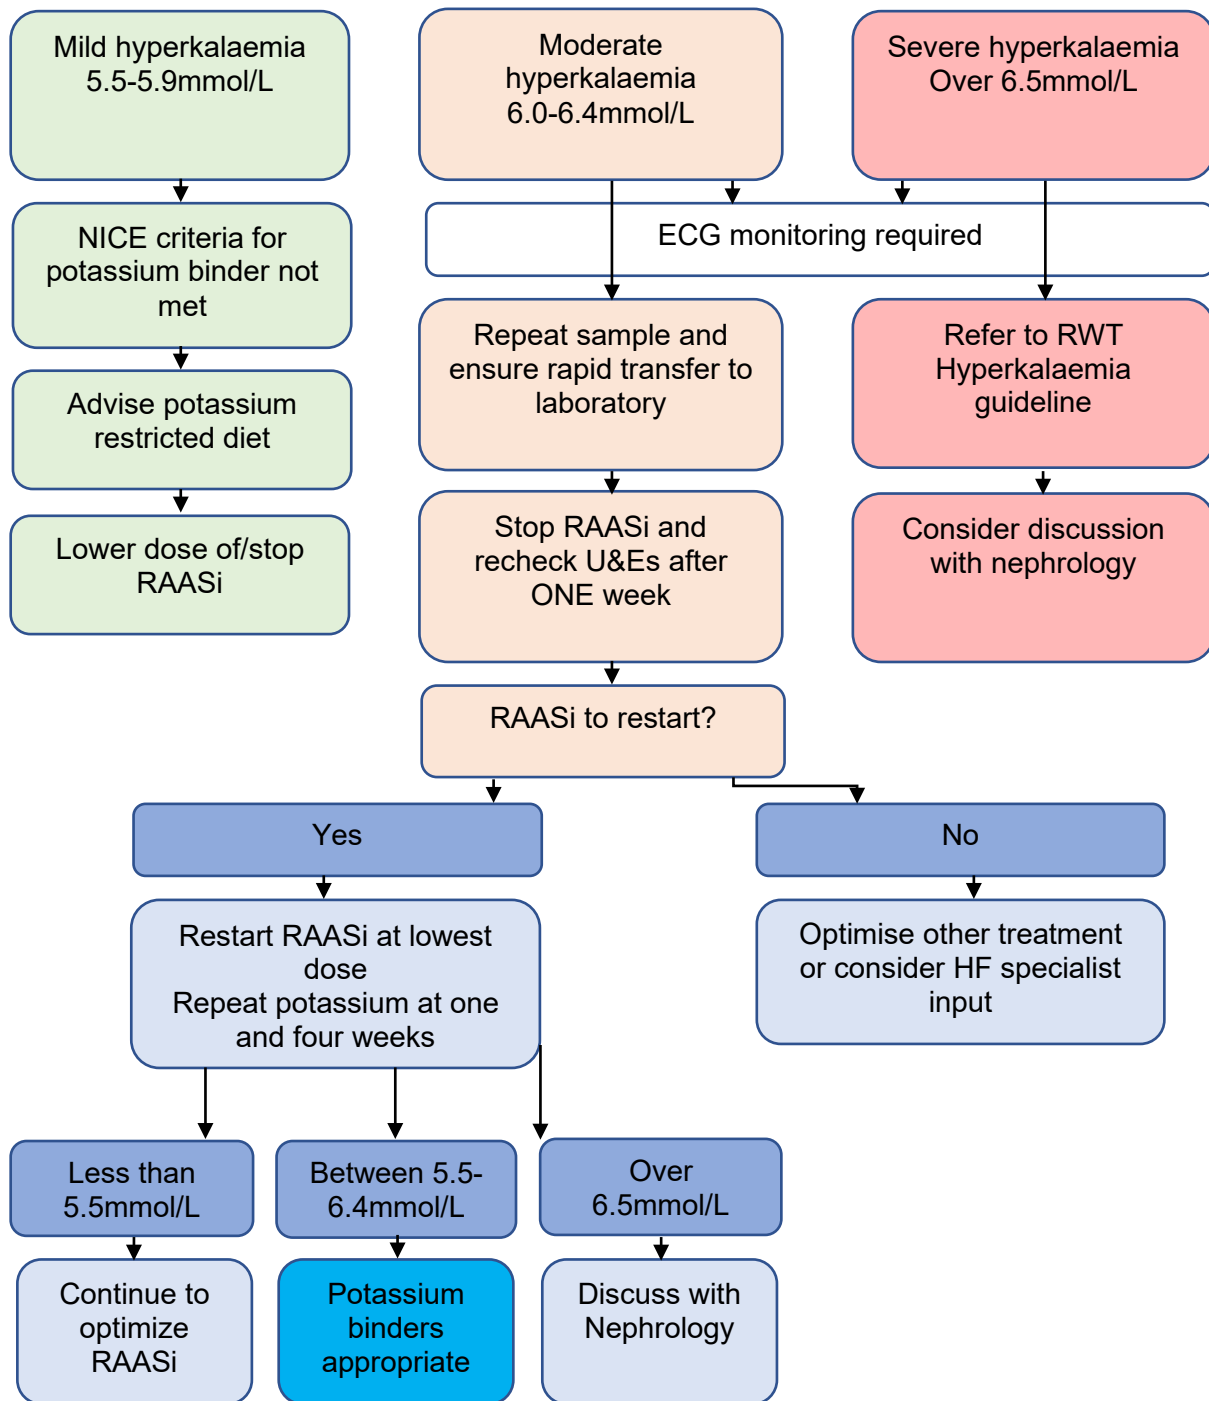 Mild hyperkalaemia
5.5-5.9mmol/L
Moderate
hyperkalaemia
6.0-6.4mmol/L
Severe hyperkalaemia
Over 6.5mmol/L
NICE criteria for
potassium binder not
met
ECG monitoring required
Advise potassium
restricted diet
Repeat sample and
ensure rapid transfer to
laboratory
Refer to RWT
Hyperkalaemia
guideline
Lower dose of/stop
RAASi
Stop RAASi and
recheck U&Es after
ONE week
Consider discussion
with nephrology
RAASi to restart?
Yes
No
Restart RAASi at lowest
dose
Repeat potassium at one
and four weeks
Optimise other treatment
or consider HF specialist
input
Less than
5.5mmol/L
Between 5.5-
6.4mmol/L
Over
6.5mmol/L
Continue to
optimize
RAASi
Potassium
binders
appropriate
Discuss with
Nephrology